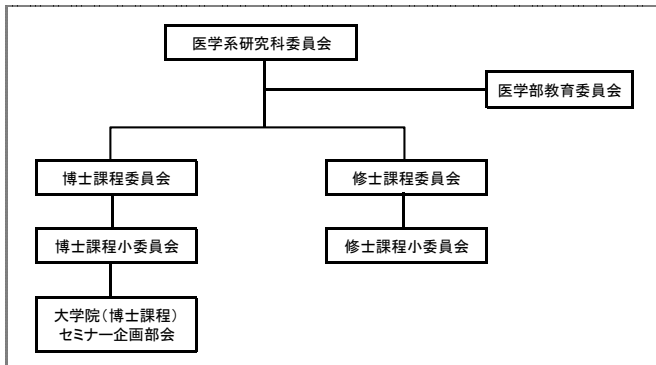 医学系研究科委員会
医学部教育委員会
博士課程委員会
修士課程委員会
博士課程小委員会
修士課程小委員会
大学院（博士課程）
セミナー企画部会